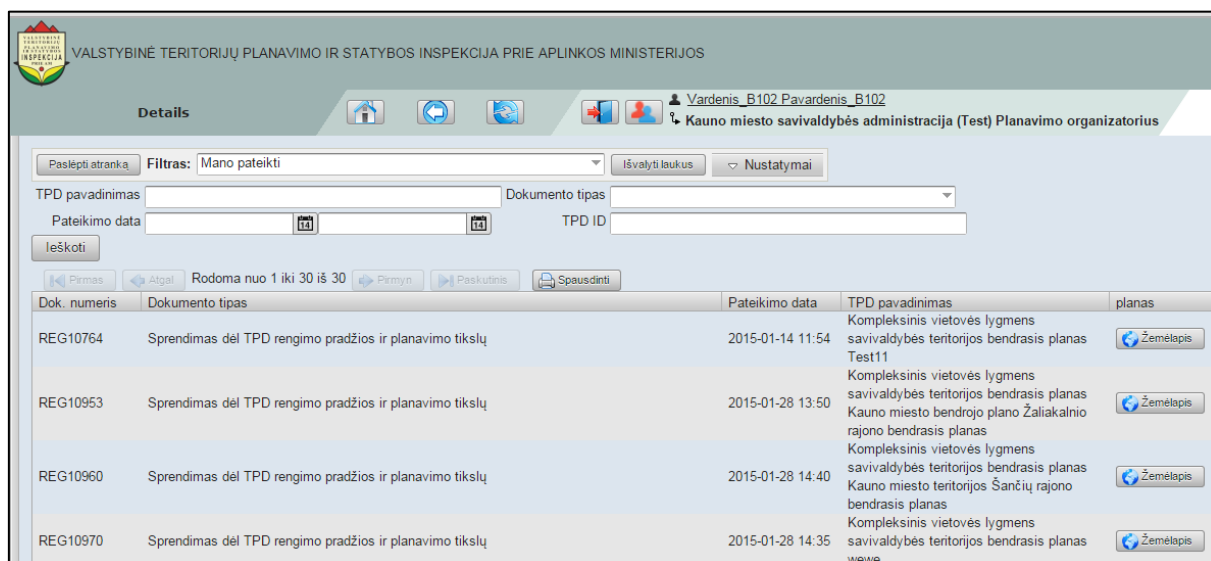 VALSTYBINĖ TERITORIJŲ PLANAVIMO IR STATYBOS INSPEKCIJA PRIE APLINKOS MINISTERIJOS
Details
Vardenis_B102 Pavardenis_B102
Kauno miesto savivaldybės administracija (Test) Planavimo organizatorius
Paslėpti atranką Filtras: Mano pateikti Išvalyti laukus Nustatymai
TPD pavadinimas Dokumento tipas
Pateikimo data 14 14 TPD ID
Ieškoti
Pirmas Atgal Rodoma nuo 1 iki 30 iš 30 Pirmyn Paskutinis Spausdinti
Dok. numeris Dokumento tipas Pateikimo data TPD pavadinimas planas
Kompleksinis vietovės lygmens
REG10764 Sprendimas dėl TPD rengimo pradžios ir planavimo tikslų 2015-01-14 11:54 savivaldybės teritorijos bendrasis planas Žemėlapis
Test11
Kompleksinis vietovės lygmens
savivaldybės teritorijos bendrasis planas
REG10953 Sprendimas dėl TPD rengimo pradžios ir planavimo tikslų 2015-01-28 13:50 Kauno miesto bendrojo plano Žaliakalnio Žemėlapis
rajono bendrasis planas
Kompleksinis vietovės lygmens
savivaldybės teritorijos bendrasis planas
REG10960 Sprendimas dėl TPD rengimo pradžios ir planavimo tikslų 2015-01-28 14:40 Kauno miesto teritorijos Šančių rajono Žemėlapis
bendrasis planas
Kompleksinis vietovės lygmens
REG10970 Sprendimas dėl TPD rengimo pradžios ir planavimo tikslų 2015-01-28 14:35 savivaldybės teritorijos bendrasis planas Žemėlapis
wewe